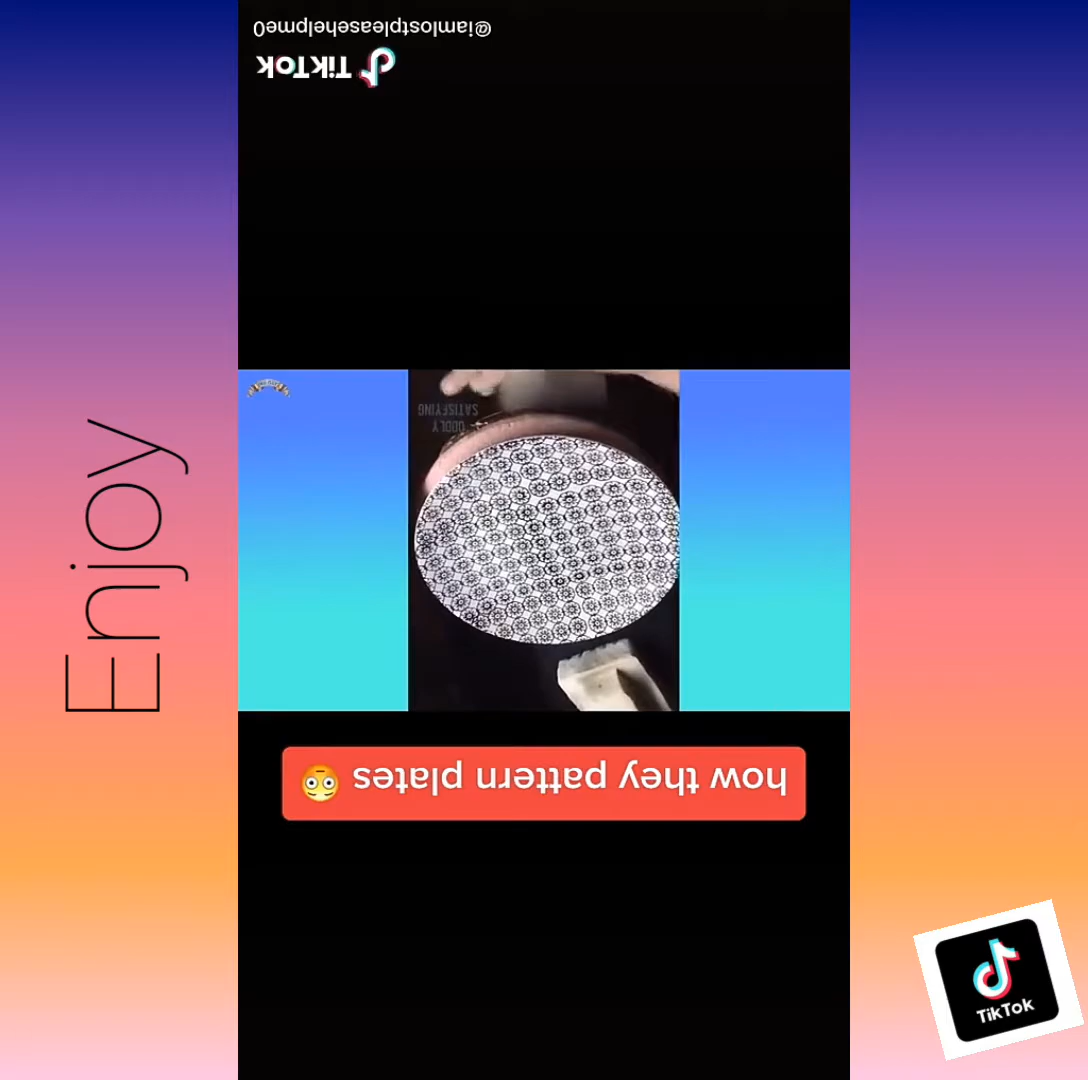 Enjoy
how they pattern plates 😳
ODDLY
SATISFYING
TikTok
@iamlostpleasehelpme0
TikTok